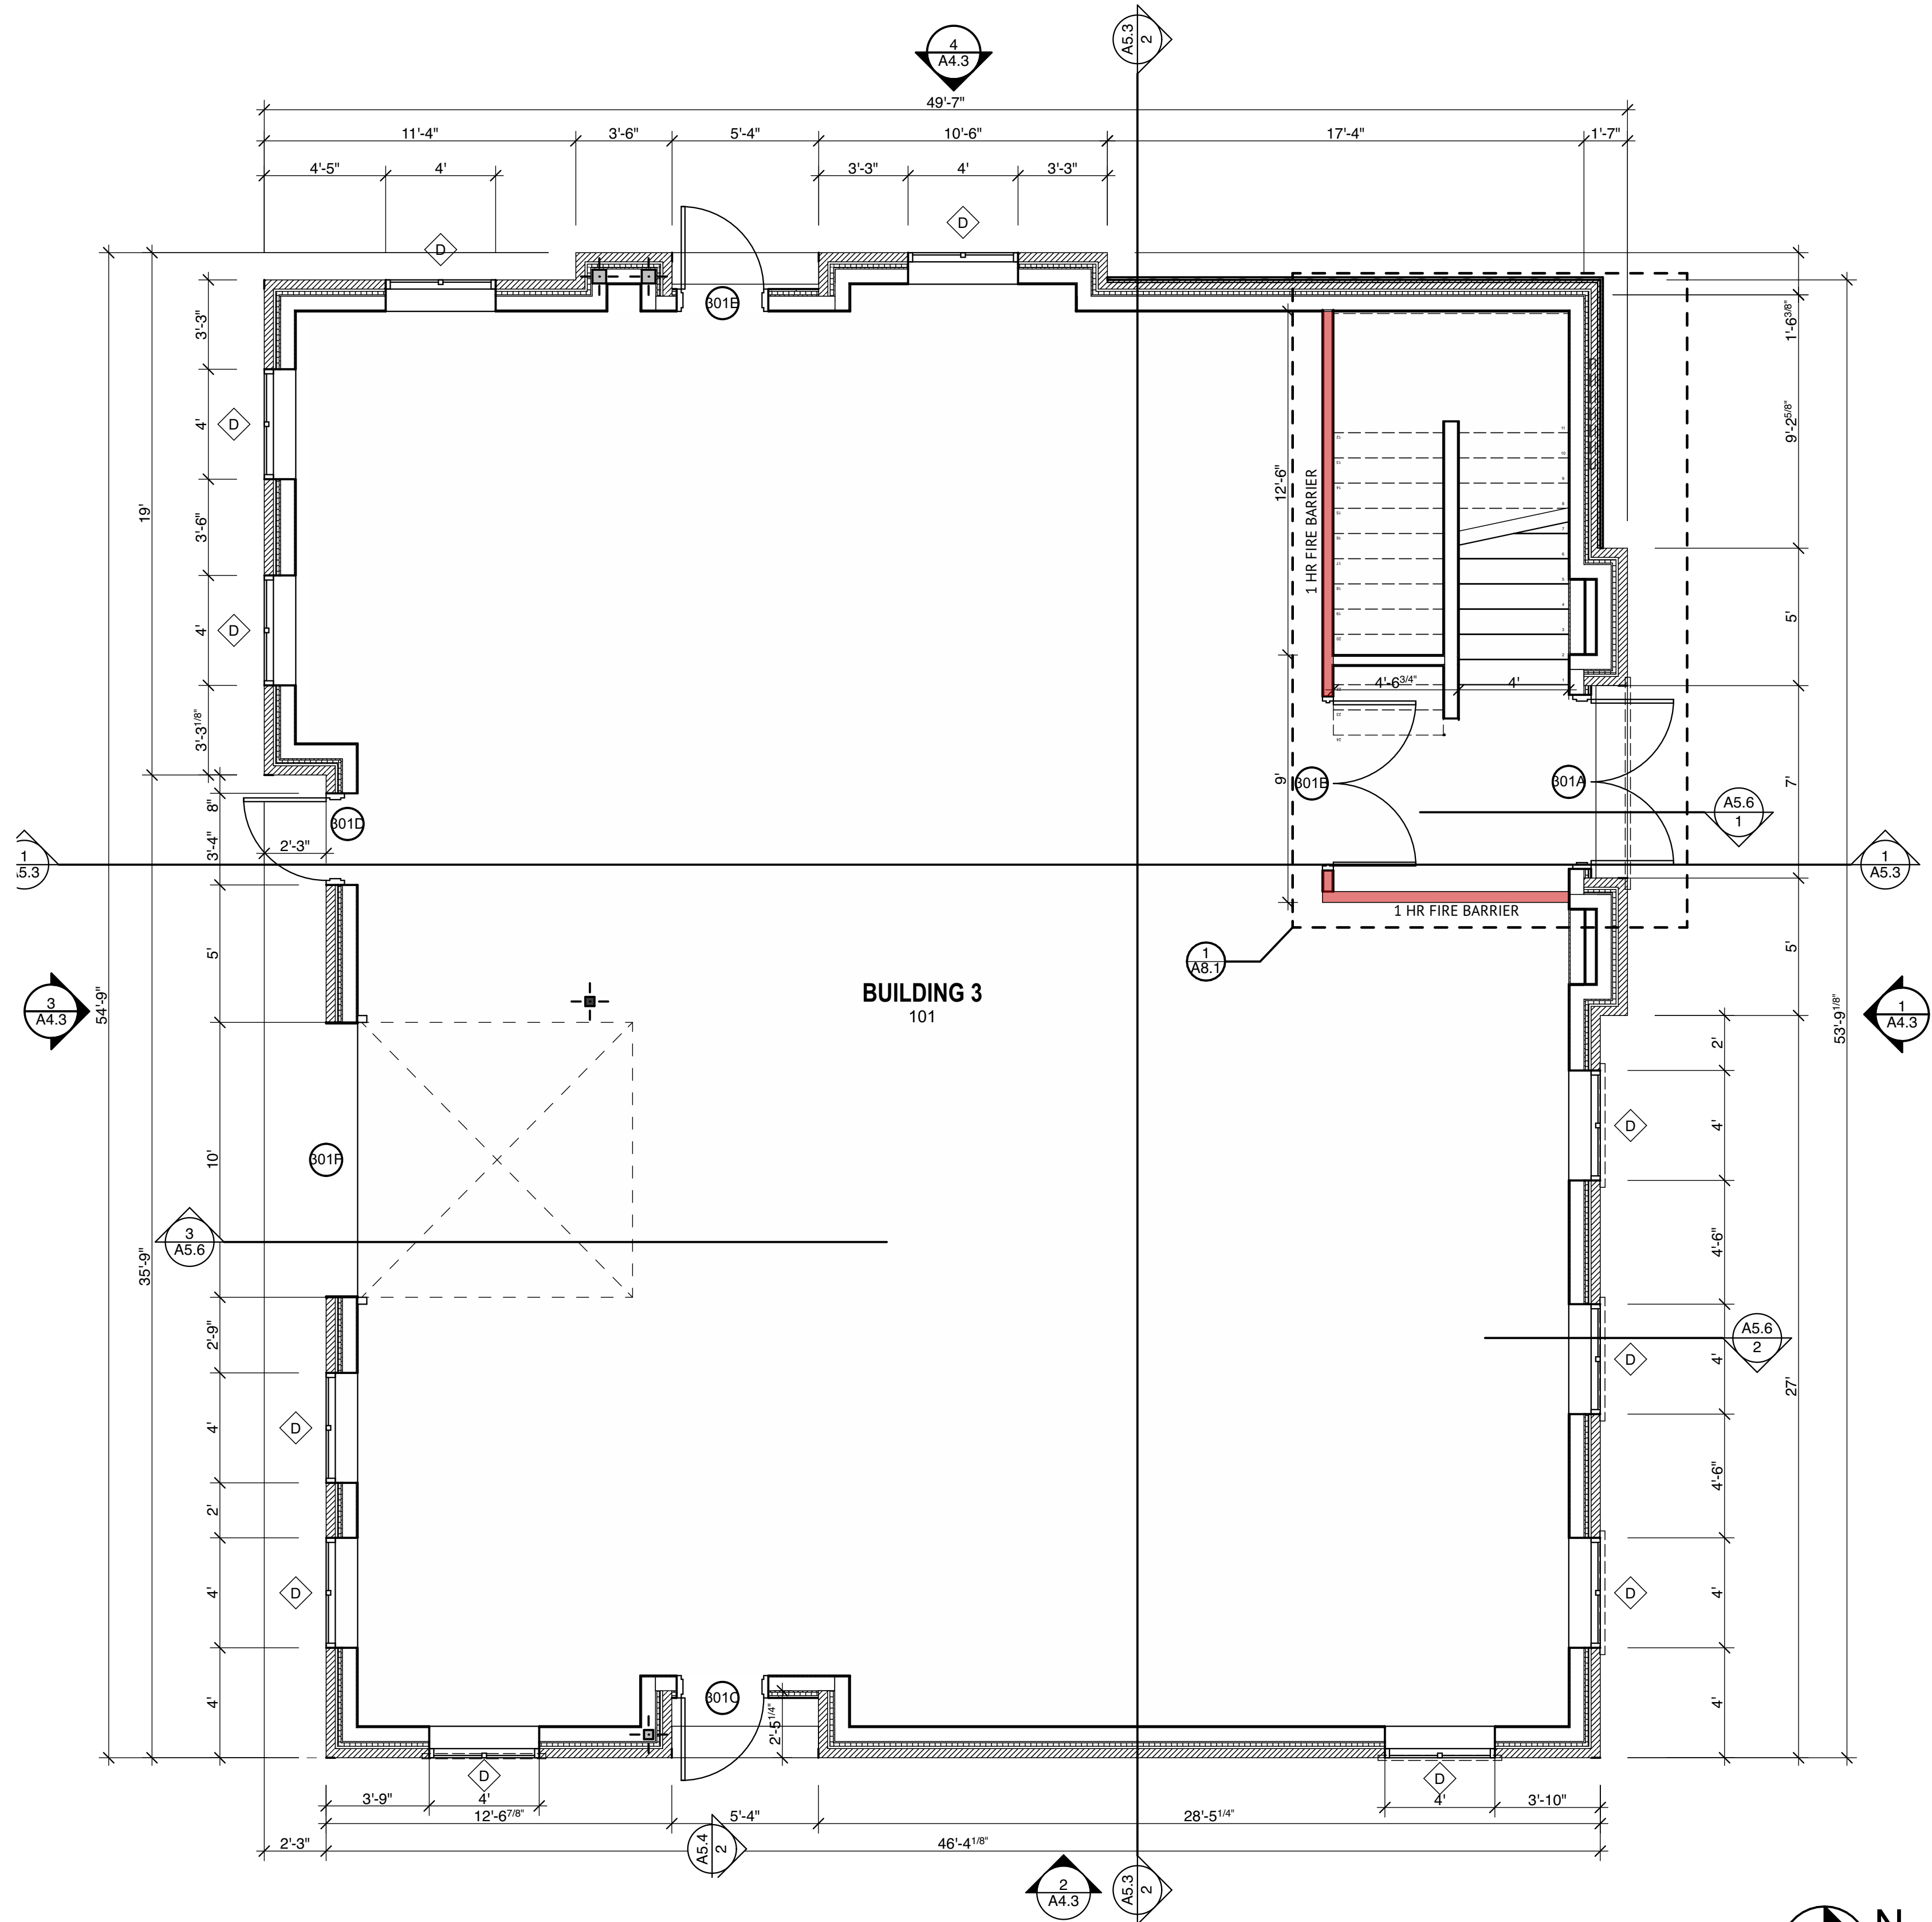 4
A4.3
A5.3
2
49'-7"
11'-4"
3'-6"
5'-4"
10'-6"
17'-4"
1'-7"
4'-5"
4'
3'-3"
4'
3'-3"
D
D
301E
3'-3"
4'
3'-6"
4'
3'-3 1/8"
D
D
19'
54'-9"
35'-9"
8"
3'-4"
2'-3"
301D
5'
10'
2'-9"
4'
2'
4'
4'
1
A5.3
3
A4.3
301F
3
A5.6
D
D
12'-6"
1 HR FIRE BARRIER
9'
4'-6 3/4"
4'
301B
301A
1 HR FIRE BARRIER
1
A8.1
A5.6
1
1
A5.3
1
A4.3
1'-6 3/8"
9'-2 5/8"
5'
7'
5'
27'
53'-9 1/8"
BUILDING 3
101
2'
4'
4'-6"
4'
4'-6"
4'
4'
D
D
D
A5.6
2
301C
2'-5 1/4"
D
D
3'-9"
4'
4'
3'-10"
12'-6 7/8"
5'-4"
28'-5 1/4"
2'-3"
46'-4 1/8"
A5.4
2
2
A4.3
A5.3
2
N